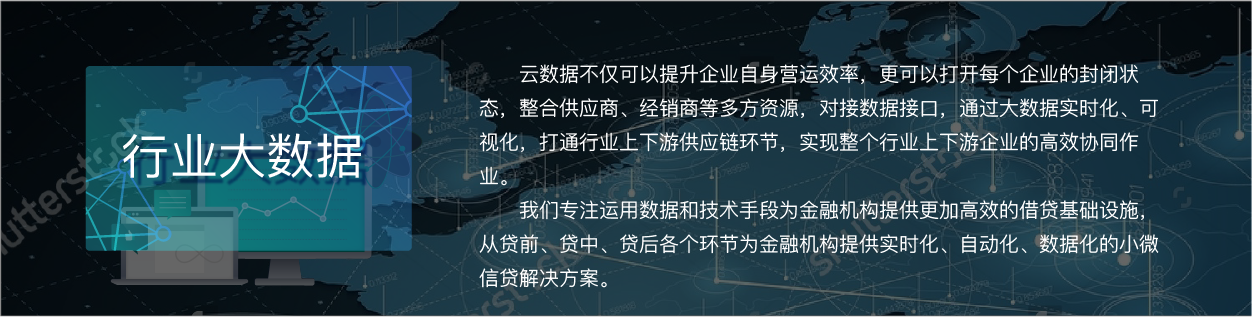 行业大数据
云数据不仅可以提升企业自身营运效率，更可以打开每个企业的封闭状
态，整合供应商、经销商等多方资源，对接数据接口，通过大数据实时化、可
视化，打通行业上下游供应链环节，实现整个行业上下游企业的高效协同作
业。
我们专注运用数据和技术手段为金融机构提供更加高效的借贷基础设施，
从贷前、贷中、贷后各个环节为金融机构提供实时化、自动化、数据化的小微
信贷解决方案。